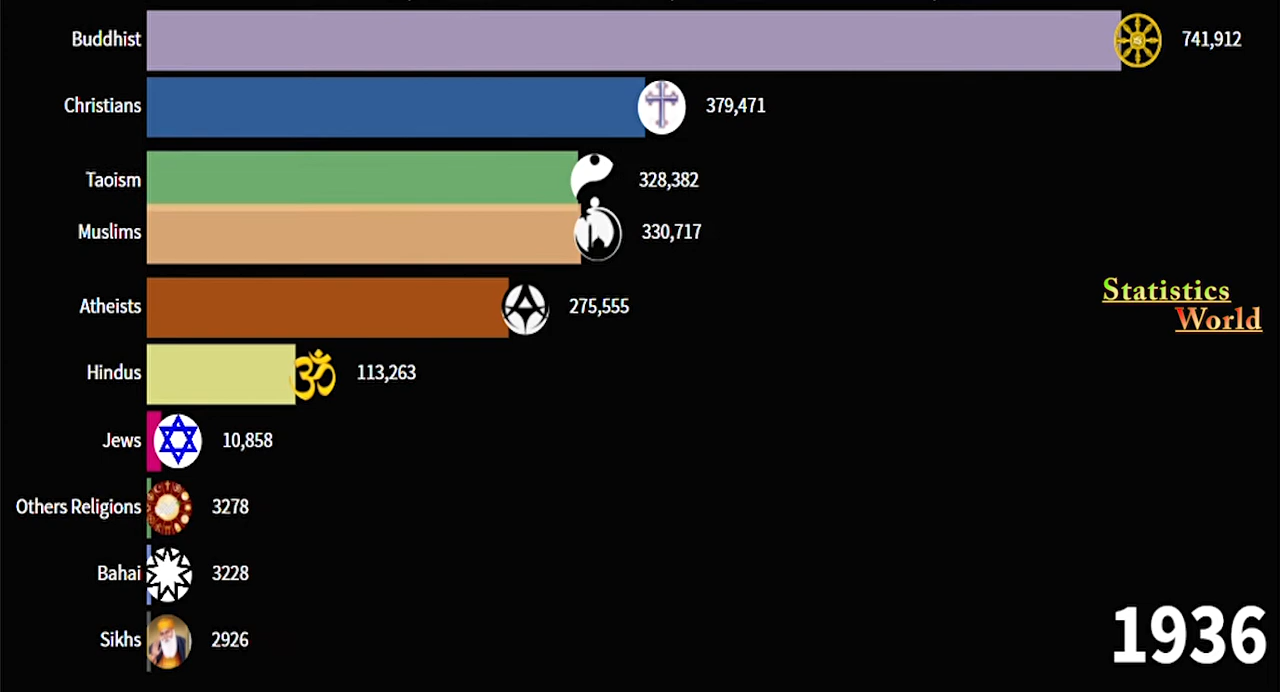 Buddhist 741,912
Christians 379,471
Taoism 328,382
Muslims 330,717
Atheists 275,555
Statistics
World
Hindus 113,263
Jews 10,858
Others Religions 3278
Bahai 3228
Sikhs 2926
1936